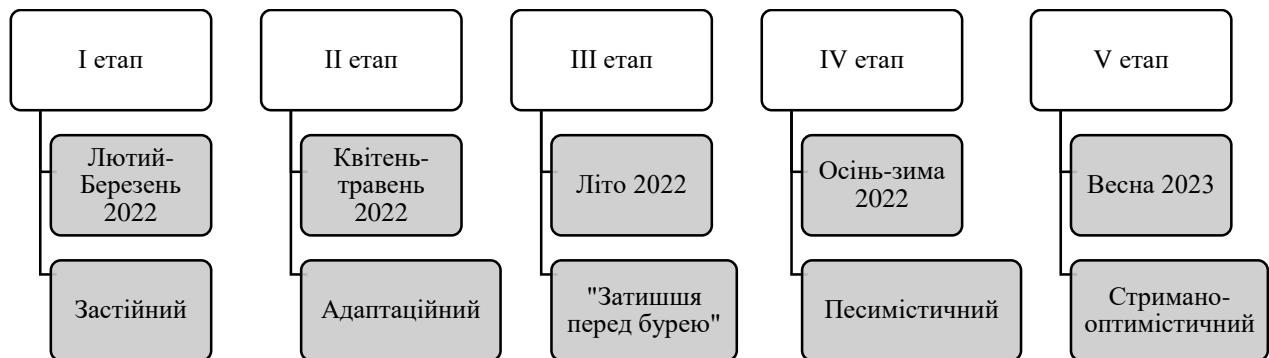 I етап
Лютий-
Березень
2022
Застійний
II етап
Квітень-
травень
2022
Адаптаційний
III етап
Літо 2022
"Затишшя
перед бурею"
IV етап
Осінь-зима
2022
Песимістичний
V етап
Весна 2023
Стримано-
оптимістичний